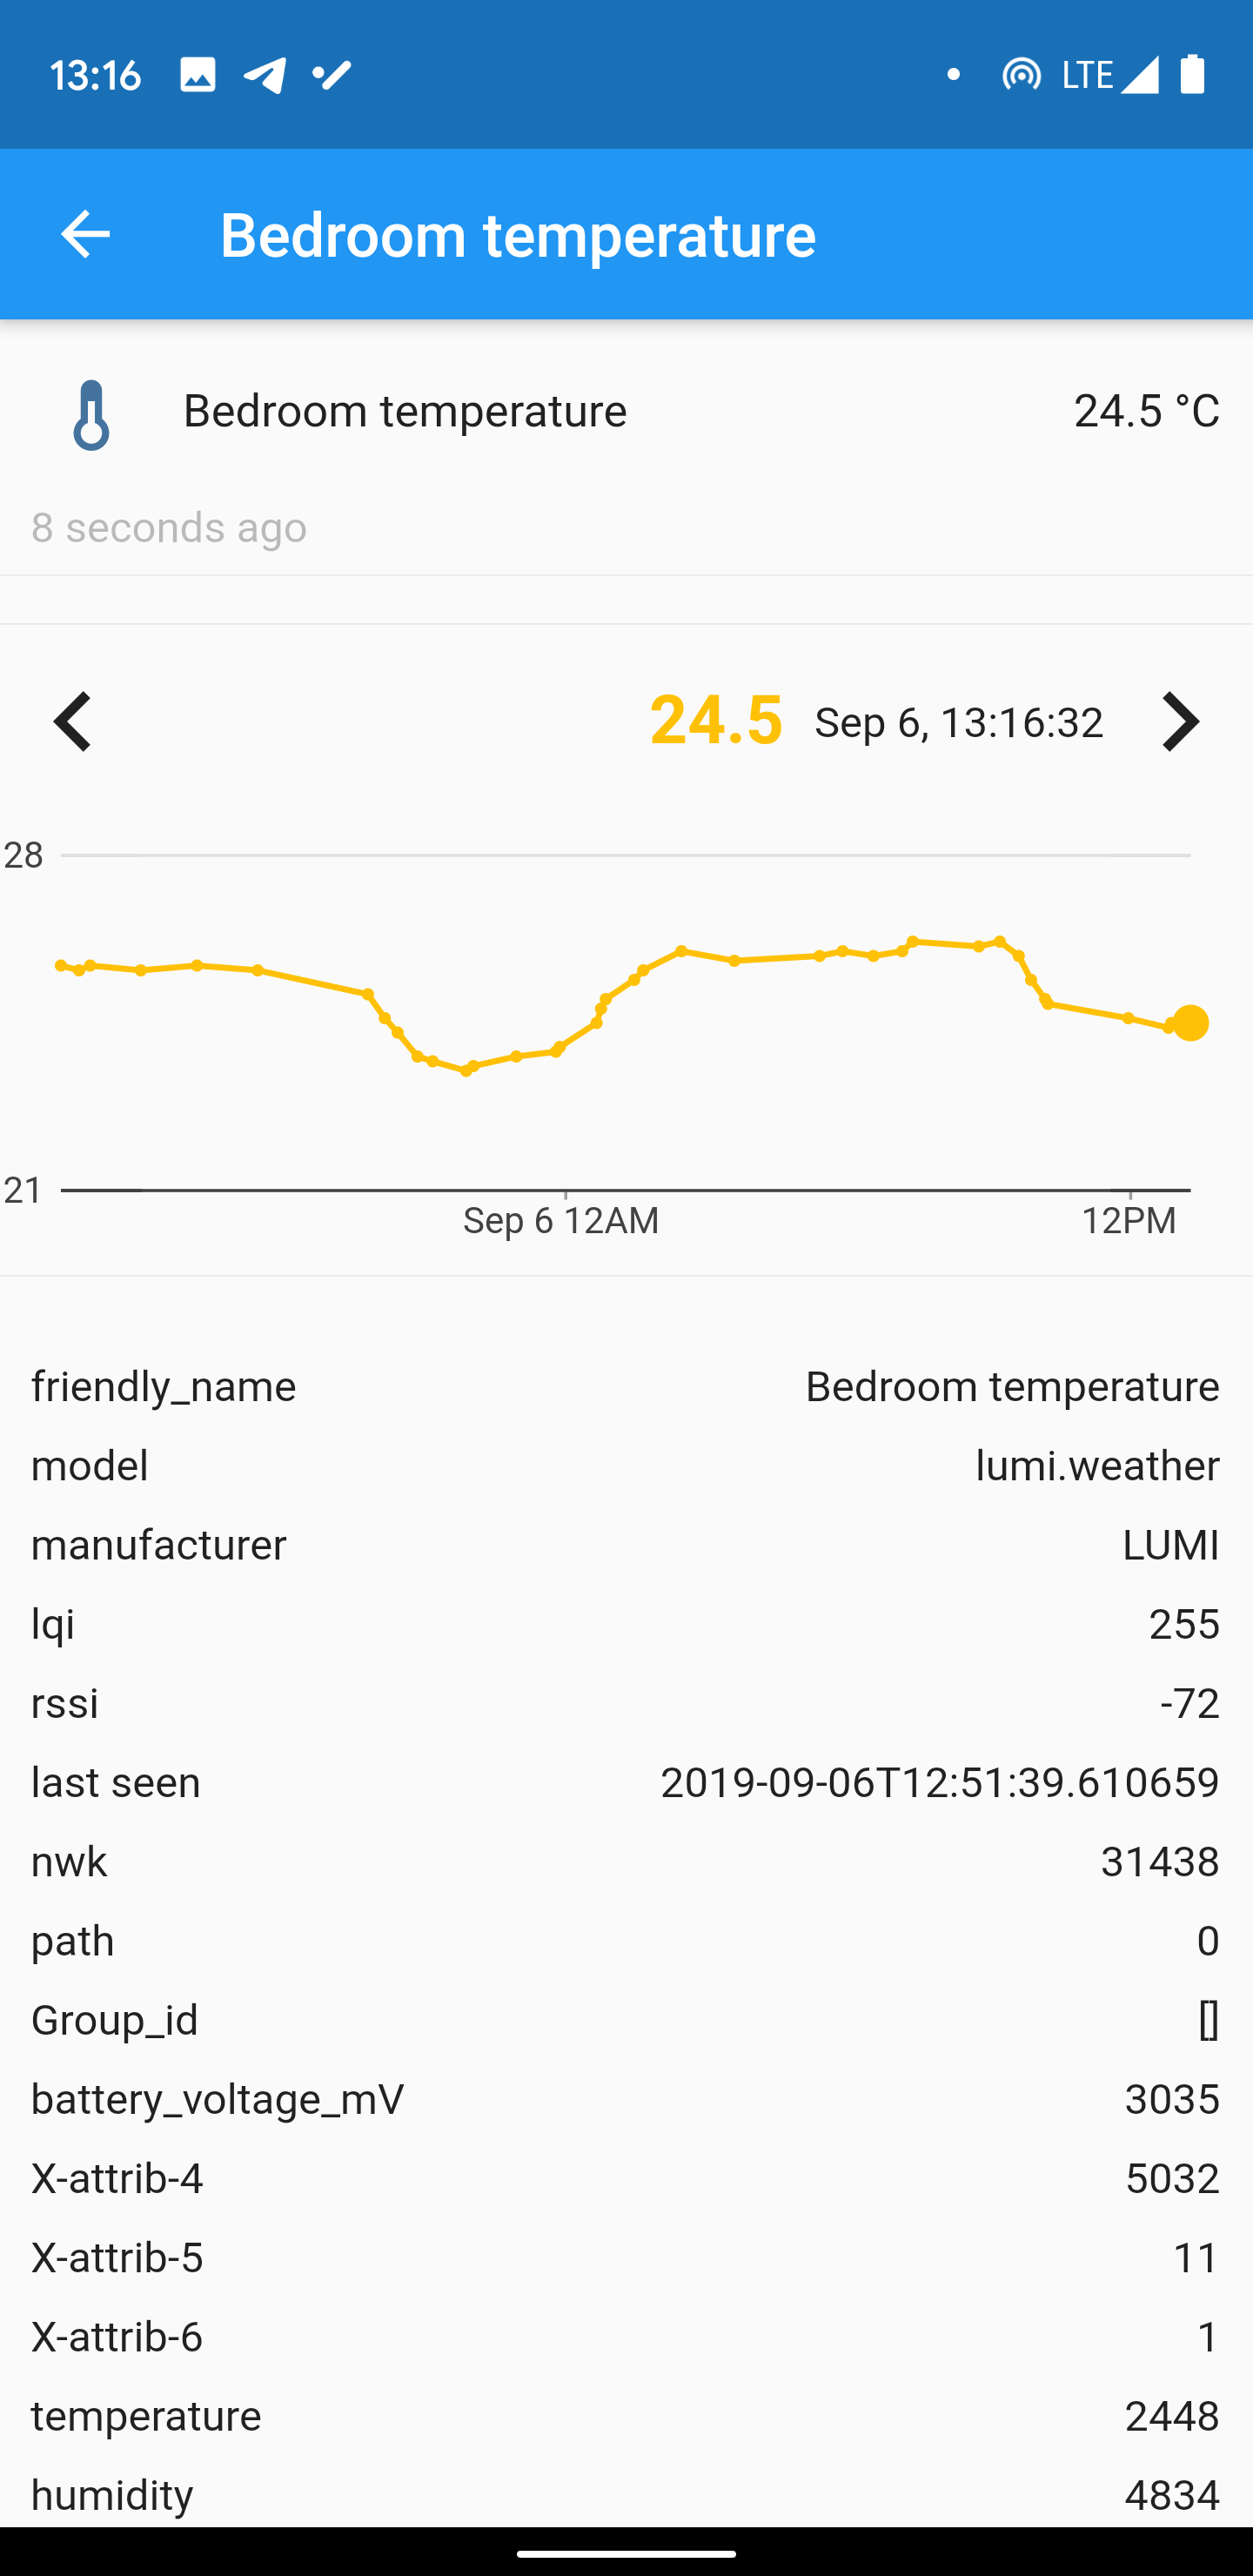 13:16 LTE
Bedroom temperature
Bedroom temperature 24.5 °C
8 seconds ago
24.5 Sep 6, 13:16:32
28
21
Sep 6 12AM 12PM
friendly_name Bedroom temperature
model lumi.weather
manufacturer LUMI
lqi 255
rssi -72
last seen 2019-09-06T12:51:39.610659
nwk 31438
path 0
Group_id []
battery_voltage_mV 3035
X-attrib-4 5032
X-attrib-5 11
X-attrib-6 1
temperature 2448
humidity 4834